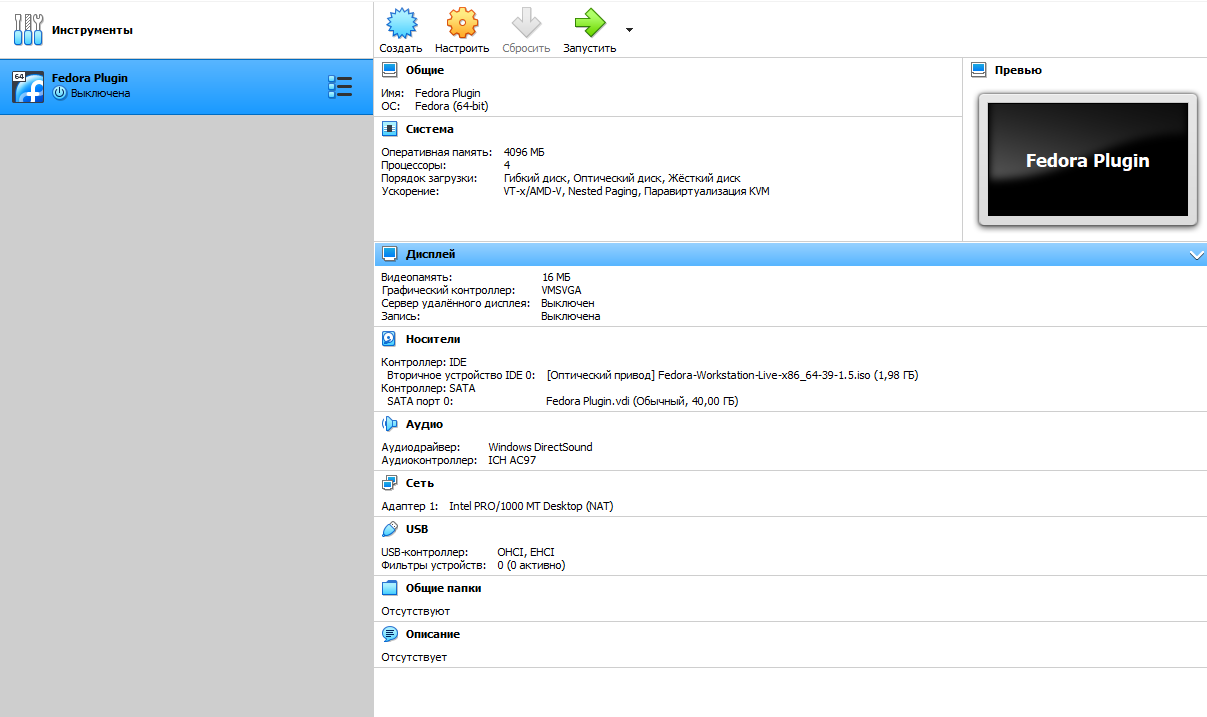 Инструменты
64
Fedora Plugin
Выключена
Создать Настроить Сбросить Запустить
Общие
Имя: Fedora Plugin
ОС: Fedora (64-bit)
Превью
Fedora Plugin
Система
Оперативная память: 4096 МБ
Процессоры: 4
Порядок загрузки: Гибкий диск, Оптический диск, Жёсткий диск
Ускорение: VT-x/AMD-V, Nested Paging, Паравиртуализация KVM
Дисплей
Видеопамять: 16 МБ
Графический контроллер: VMSVGA
Сервер удалённого дисплея: Выключен
Запись: Выключена
Носители
Контроллер: IDE
Вторичное устройство IDE 0: [Оптический привод] Fedora-Workstation-Live-x86_64-39-1.5.iso (1,98 ГБ)
Контроллер: SATA
SATA порт 0: Fedora Plugin.vdi (Обычный, 40,00 ГБ)
Аудио
Аудиодрайвер: Windows DirectSound
Аудиоконтроллер: ICH AC97
Сеть
Адаптер 1: Intel PRO/1000 MT Desktop (NAT)
USB
USB-контроллер: OHCI, EHCI
Фильтры устройств: 0 (0 активно)
Общие папки
Отсутствуют
Описание
Отсутствует